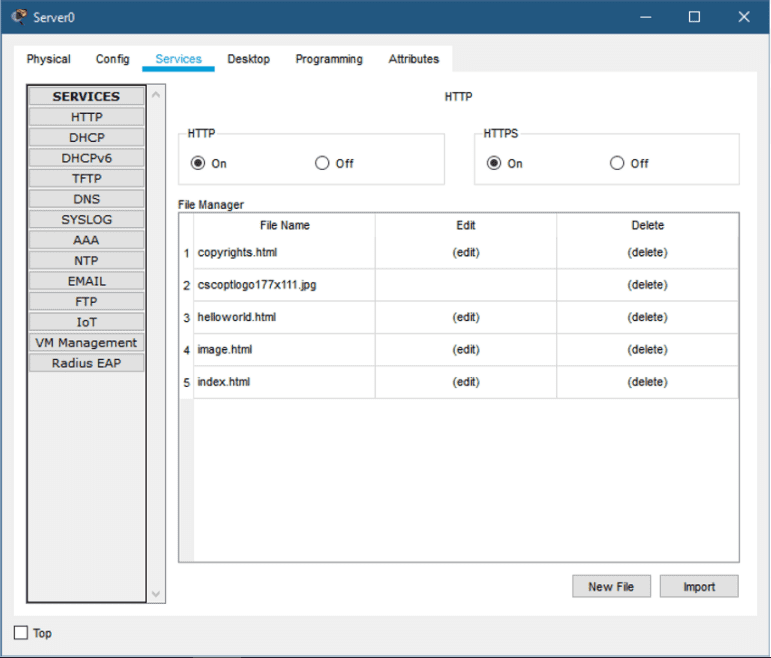 Server0
Physical Config Services Desktop Programming Attributes
SERVICES
HTTP
DHCP
DHCPv6
TFTP
DNS
SYSLOG
AAA
NTP
EMAIL
FTP
IoT
VM Management
Radius EAP
HTTP
HTTP
On Off
HTTPS
On Off
File Manager
File Name Edit Delete
1 copyrights.html (edit) (delete)
2 cscoptlogo177x111.jpg (delete)
3 helloworld.html (edit) (delete)
4 image.html (edit) (delete)
5 index.html (edit) (delete)
New File Import
Top